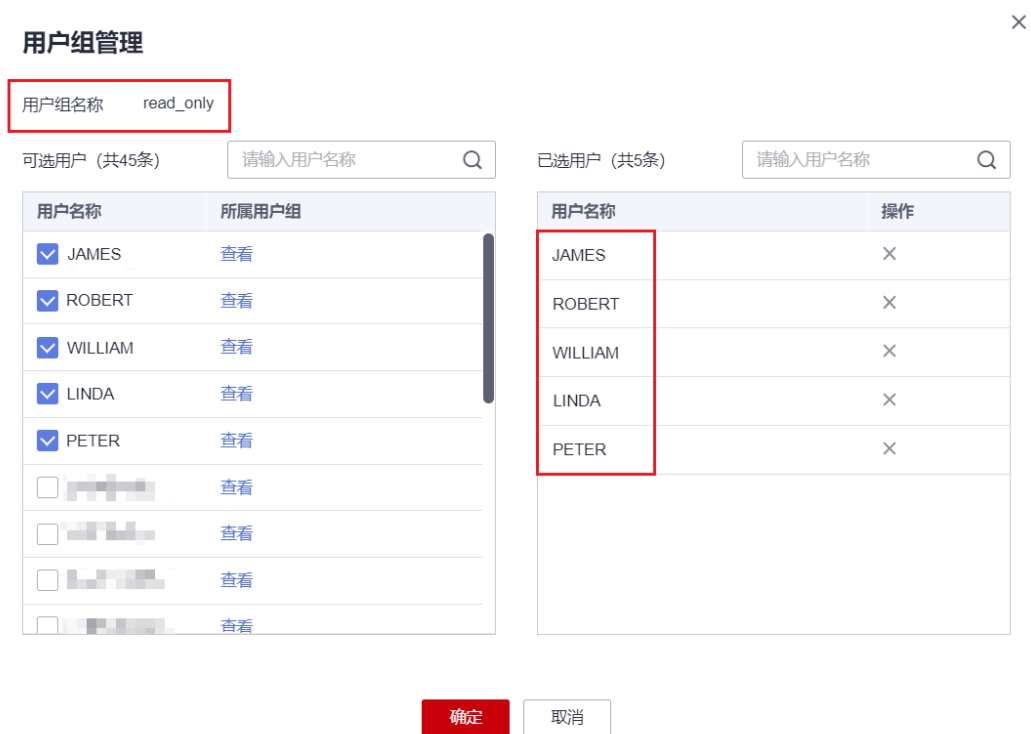 用户组管理
用户组名称 read_only
可选用户 (共45条) 请输入用户名称
用户名称 所属用户组
JAMES 查看
ROBERT 查看
WILLIAM 查看
LINDA 查看
PETER 查看
查看
查看
查看
查看
已选用户 (共5条) 请输入用户名称
用户名称 操作
JAMES
ROBERT
WILLIAM
LINDA
PETER
确定 取消